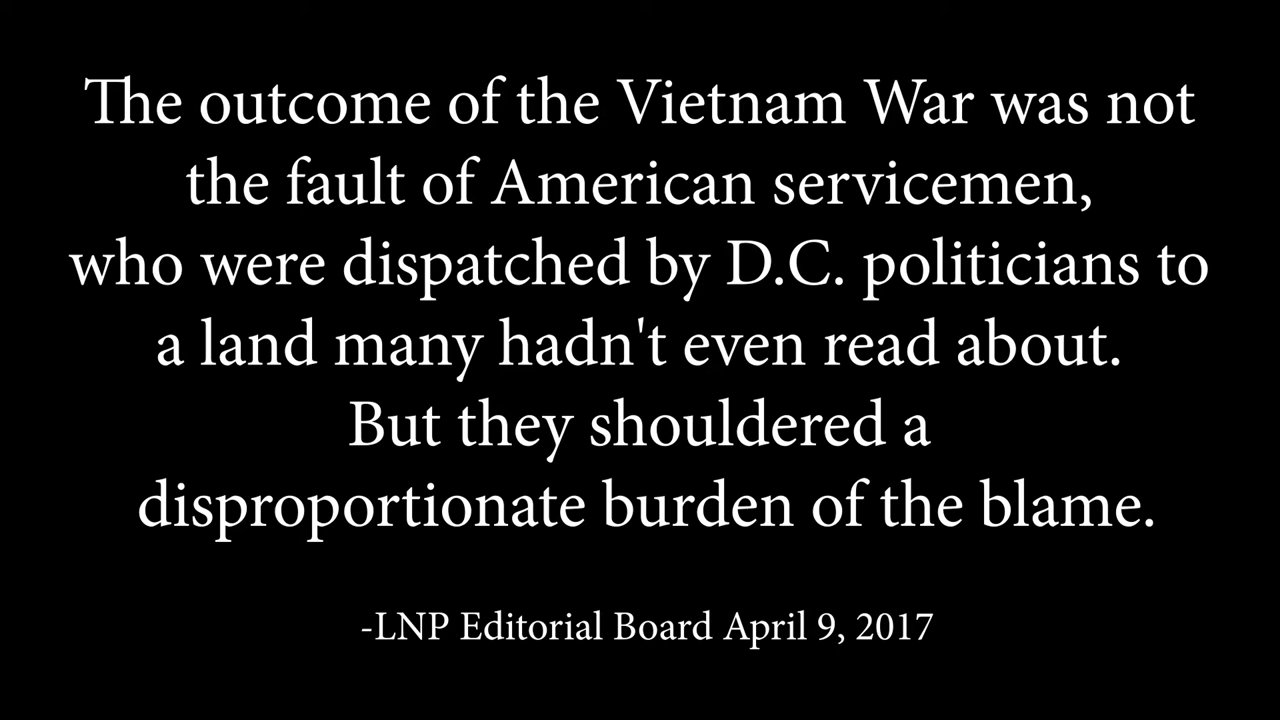 The outcome of the Vietnam War was not
the fault of American servicemen,
who were dispatched by D.C. politicians to
a land many hadn't even read about.
But they shouldered a
disproportionate burden of the blame.
-LNP Editorial Board April 9, 2017